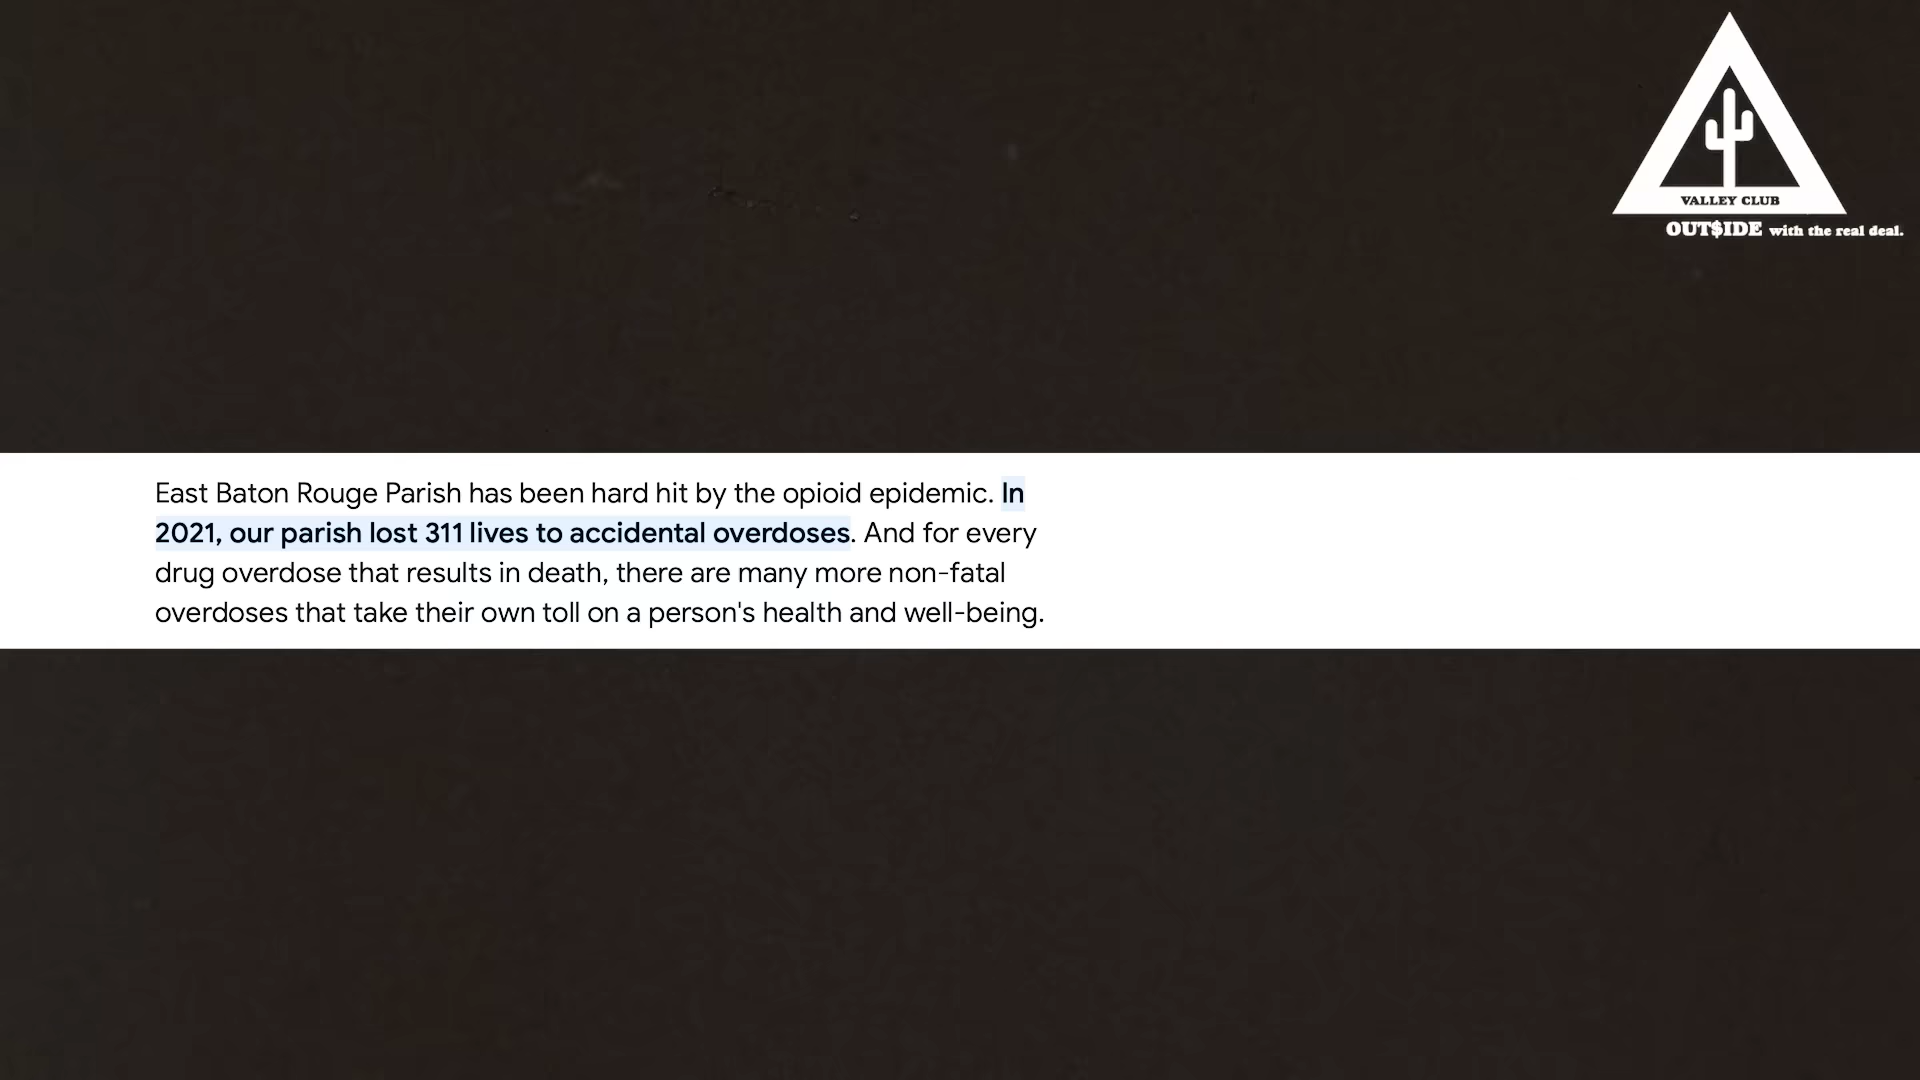 VALLEY CLUB
OUT$IDE with the real deal.
East Baton Rouge Parish has been hard hit by the opioid epidemic. In
2021, our parish lost 311 lives to accidental overdoses. And for every
drug overdose that results in death, there are many more non-fatal
overdoses that take their own toll on a person's health and well-being.